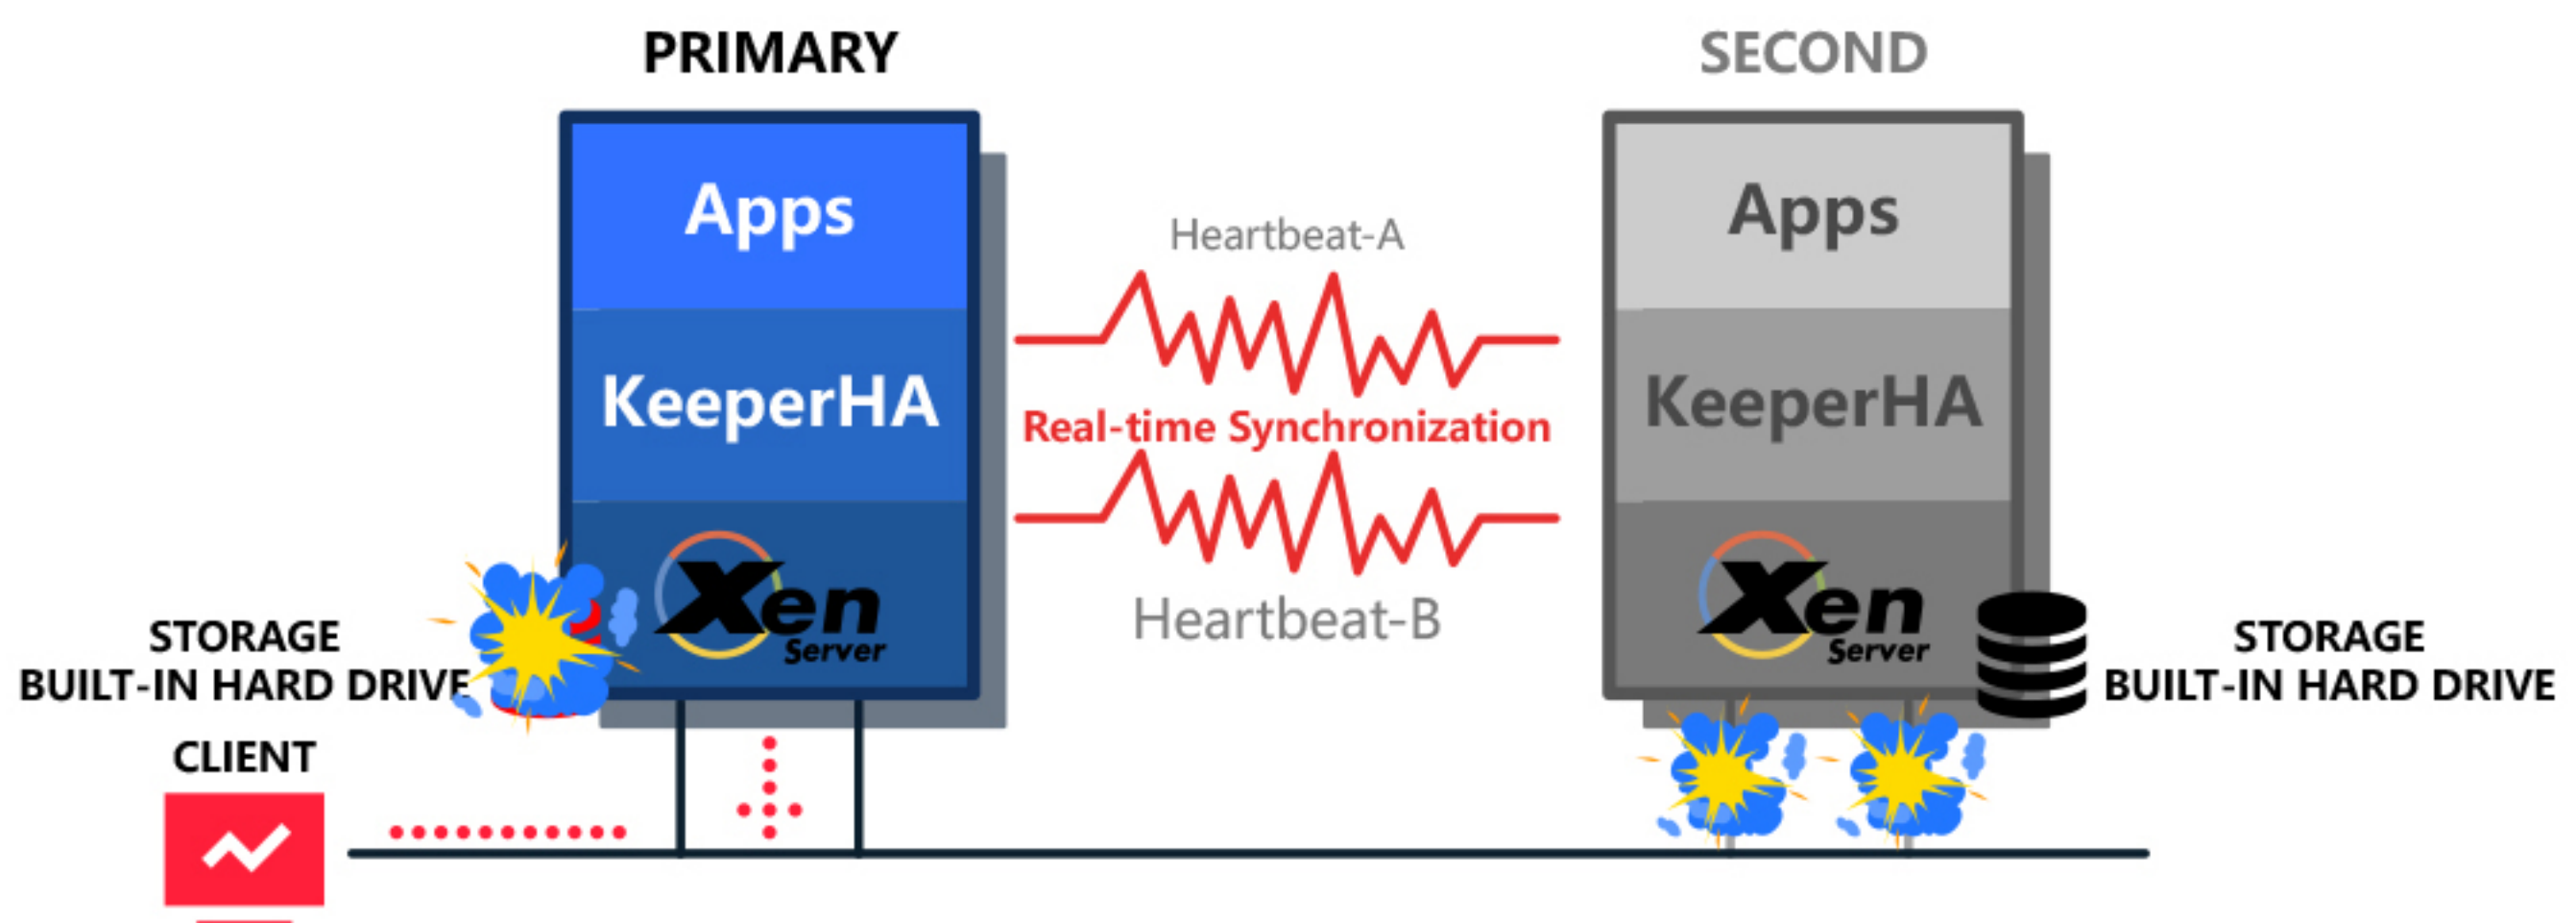 PRIMARY
SECOND
Apps
KeeperHA
Xen
Server
Heartbeat-A
Real-time Synchronization
Heartbeat-B
Apps
KeeperHA
Xen
Server
STORAGE
BUILT-IN HARD DRIVE
STORAGE
BUILT-IN HARD DRIVE
CLIENT